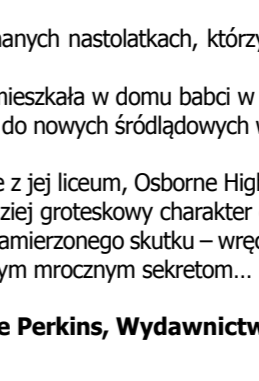 anych nastolatkach, którzy
mieszkała w domu babci w
do nowych śródlądowych
z jej liceum, Osborne High
ziej groteskowy charakter
amierzonego skutku – wręc
ym mrocznym sekretom...
e Perkins, Wydawnictw